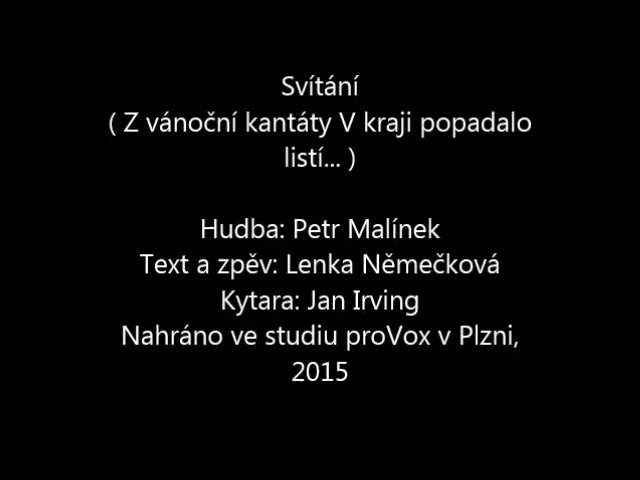 Svítání
( Z vánoční kantáty V kraji popadalo
listí... )
Hudba: Petr Malínek
Text a zpěv: Lenka Němečková
Kytara: Jan Irving
Nahráno ve studiu proVox v Plzni,
2015